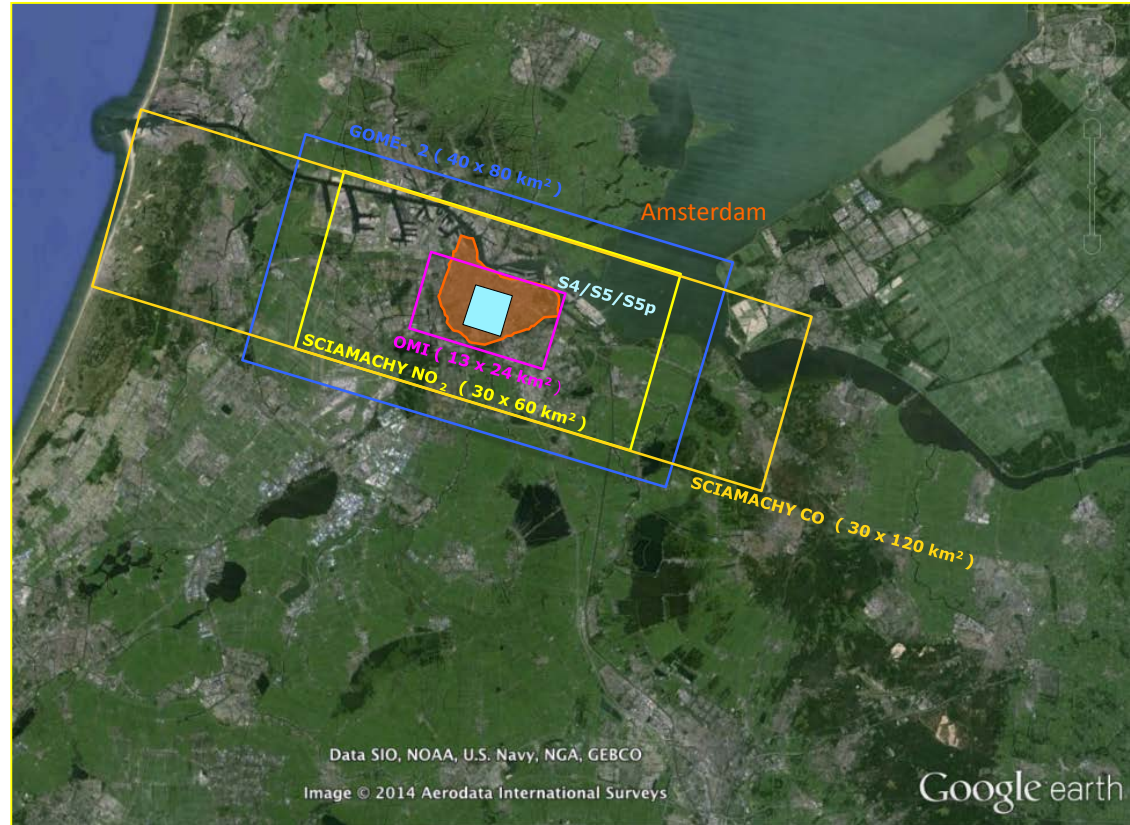 GOME- 2 ( 40 x 80 km²)
Amsterdam
S4/S5/S5p
OMI ( 13 x 24 km²)
SCIAMACHY NO₂ ( 30 x 60 km²)
SCIAMACHY CO ( 30 x 120 km²)
Data SIO, NOAA, U.S. Navy, NGA, GEBCO
Image © 2014 Aerodata International Surveys
Google earth